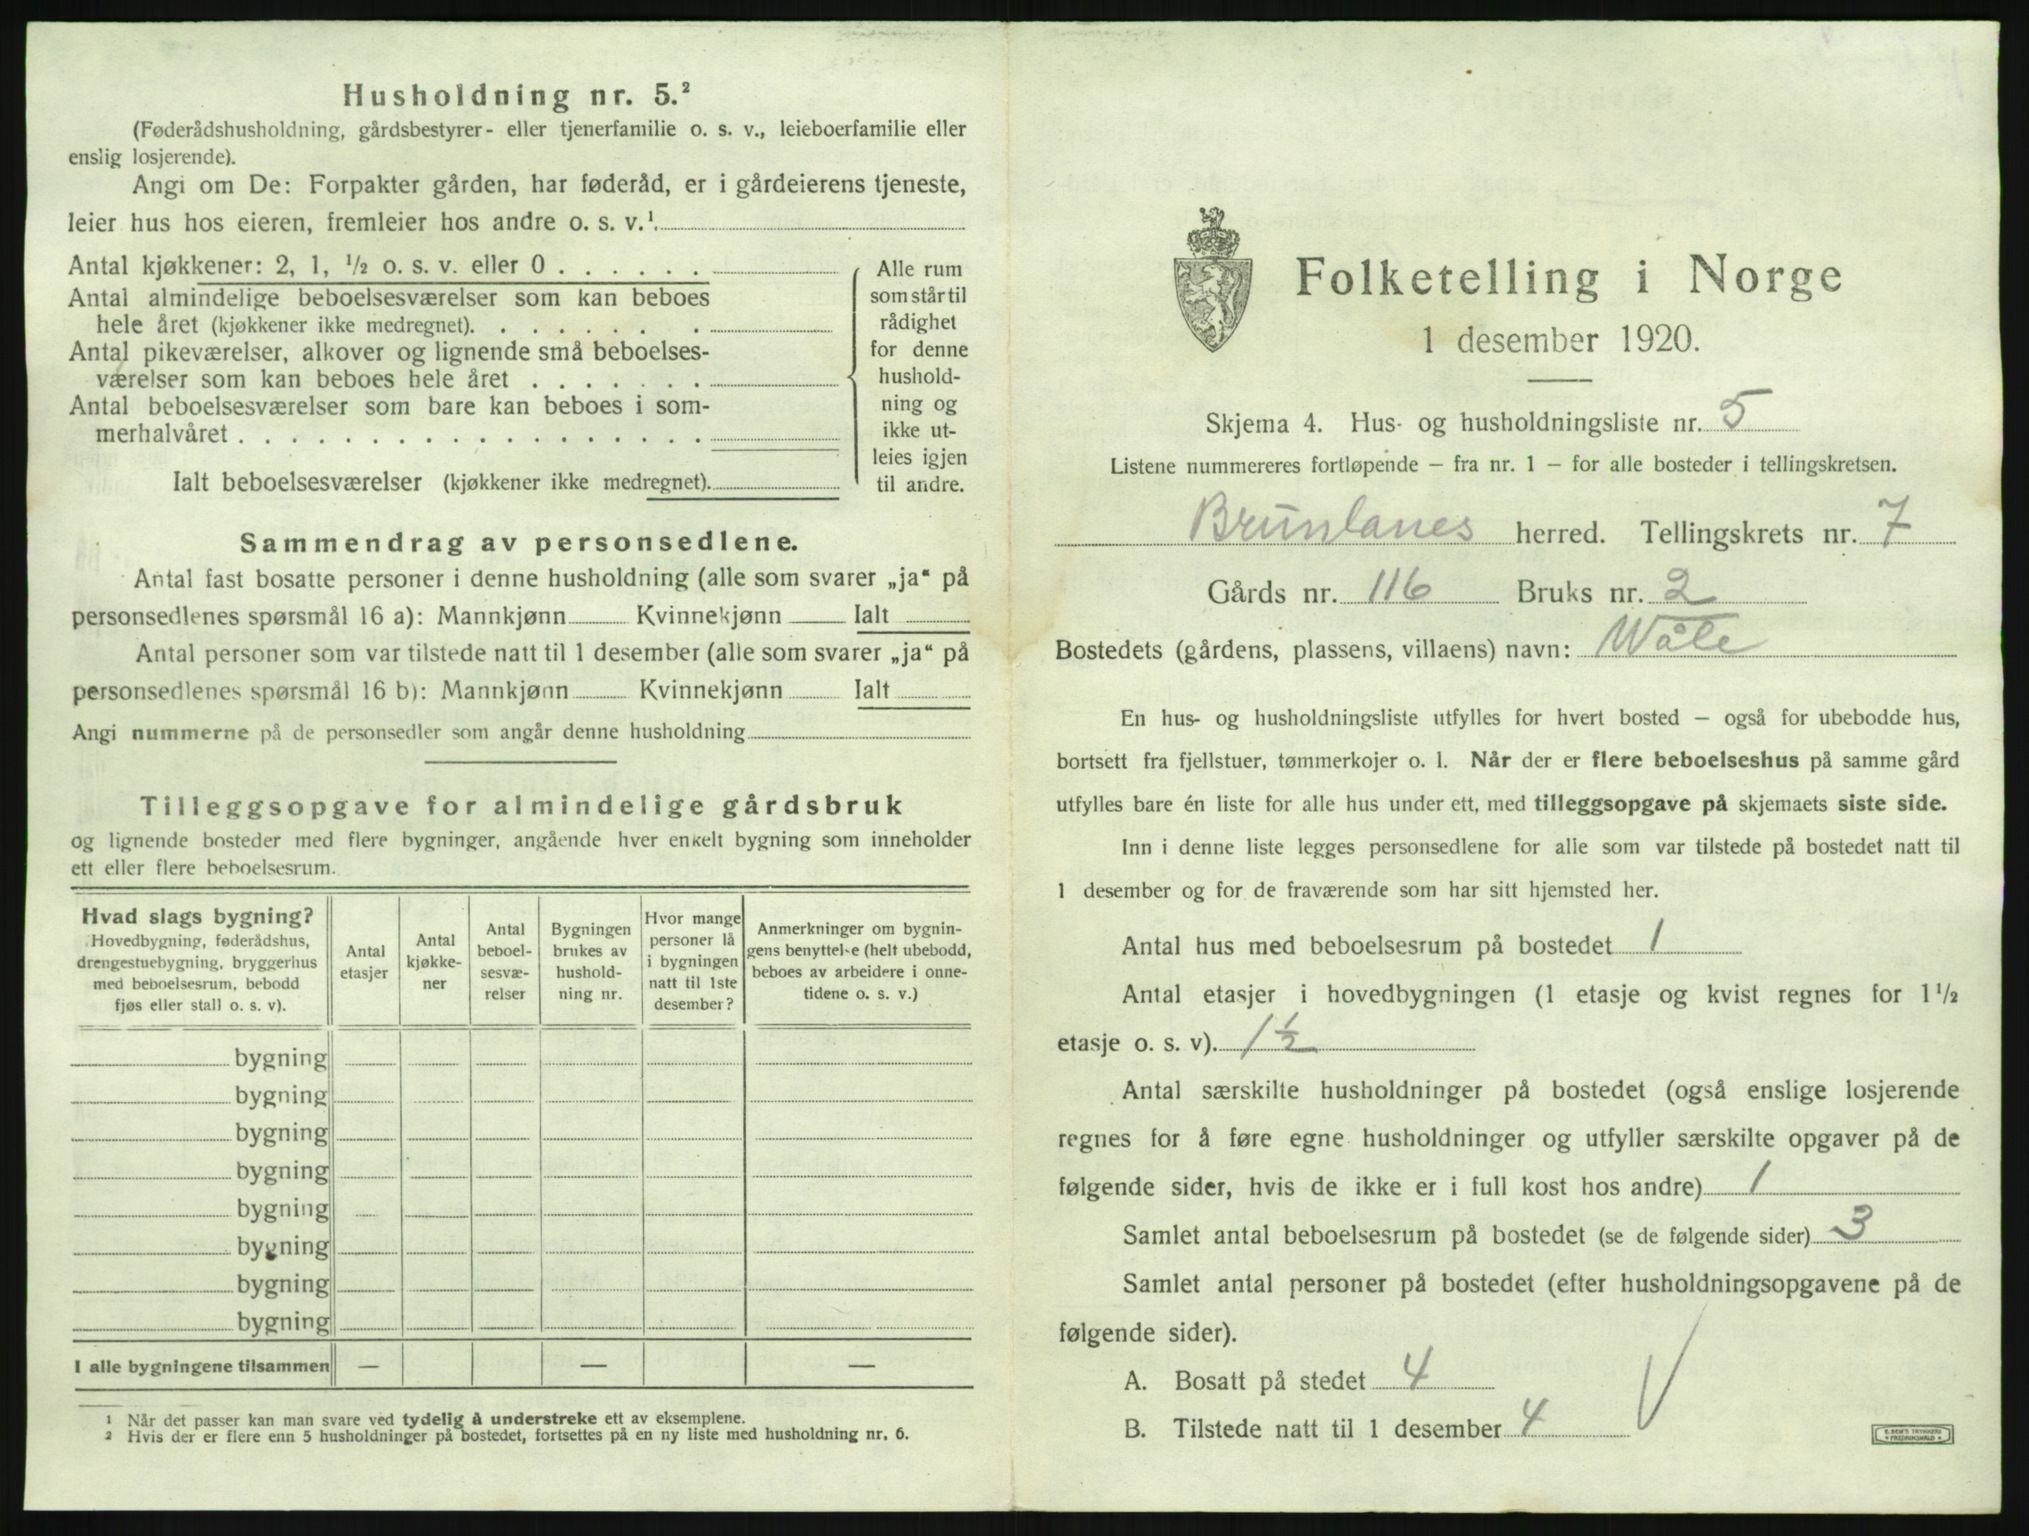 Husholdning nr. 5.²
(Føderådshusholdning, gårdsbestyrer- eller tjenerfamilie o. s. v., leieboerfamilie eller
enslig losjerende).
Angi om De: Forpakter gården, har føderåd, er i gårdeierens tjeneste,
leier hus hos eieren, fremleier hos andre o. s. v.¹.
Antal kjøkkener: 2, 1, ½ o. s. v. eller 0 . . . . . .
Antal almindelige beboelsesværelser som kan beboes
hele året (kjøkkener ikke medregnet). . . . . . . .
Antal pikeværelser, alkover og lignende små beboelses-
værelser som kan beboes hele året . . . . . . .
Antal beboelsesværelser som bare kan beboes i som-
merhalvåret . . . . . . . . . . . . . . . . . .
Ialt beboelsesværelser (kjøkkener ikke medregnet).
Alle rum
som står til
rådighet
for denne
hushold-
ning og
ikke ut-
leies igjen
til andre.
Sammendrag av personsedlene.
Antal fast bosatte personer i denne husholdning (alle som svarer „ja“ på
personsedlenes spørsmål 16 a): Mannkjønn Kvinnekjønn Ialt
Antal personer som var tilstede natt til 1 desember (alle som svarer „ja“ på
personsedlenes spørsmål 16 b): Mannkjønn Kvinnekjønn Ialt
Angi nummerne på de personsedler som angår denne husholdning
Tilleggsopgave for almindelige gårdsbruk
og lignende bosteder med flere bygninger, angående hver enkelt bygning som inneholder
ett eller flere beboelsesrum.
Hvad slags bygning?
Hovedbygning, føderådshus,
drengestuebygning, bryggerhus
med beboelsesrum, bebodd
fjøs eller stall o. s. v).
Antal
etasjer
Antal
kjøkke-
ner
Antal
beboel-
sesvæ-
relser
Bygningen
brukes av
hushold-
ning nr.
Hvor mange
personer lå
i bygningen
natt til 1ste
desember?
Anmerkninger om bygnin-
gens benyttelse (helt ubebodd,
beboes av arbeidere i onne-
tidene o. s. v.)
bygning
bygning
bygning
bygning
bygning
bygning
bygning
bygning
I alle bygningene tilsammen — — —
1 Når det passer kan man svare ved tydelig å understreke ett av eksemplene.
2 Hvis der er flere enn 5 husholdninger på bostedet, fortsettes på en ny liste med husholdning nr. 6.
Folketelling i Norge
1 desember 1920.
Skjema 4. Hus- og husholdningsliste nr. 5
Listene nummereres fortløpende — fra nr. 1 — for alle bosteder i tellingskretsen.
Brunlanes herred. Tellingskrets nr. 7
Gårds nr. 116 Bruks nr. 2
Bostedets (gårdens, plassens, villaens) navn: Wåle
En hus- og husholdningsliste utfylles for hvert bosted — også for ubebodde hus,
bortsett fra fjellstuer, tømmerkojer o. l. Når der er flere beboelseshus på samme gård
utfylles bare én liste for alle hus under ett, med tilleggsopgave på skjemaets siste side.
Inn i denne liste legges personsedlene for alle som var tilstede på bostedet natt til
1 desember og for de fraværende som har sitt hjemsted her.
Antal hus med beboelsesrum på bostedet 1
Antal etasjer i hovedbygningen (1 etasje og kvist regnes for 1½
etasje o. s. v). 1½
Antal særskilte husholdninger på bostedet (også enslige losjerende
regnes for å føre egne husholdninger og utfyller særskilte opgaver på de
følgende sider, hvis de ikke er i full kost hos andre) 1
Samlet antal beboelsesrum på bostedet (se de følgende sider) 3
Samlet antal personer på bostedet (efter husholdningsopgavene på de
følgende sider).
A. Bosatt på stedet 4
B. Tilstede natt til 1 desember 4